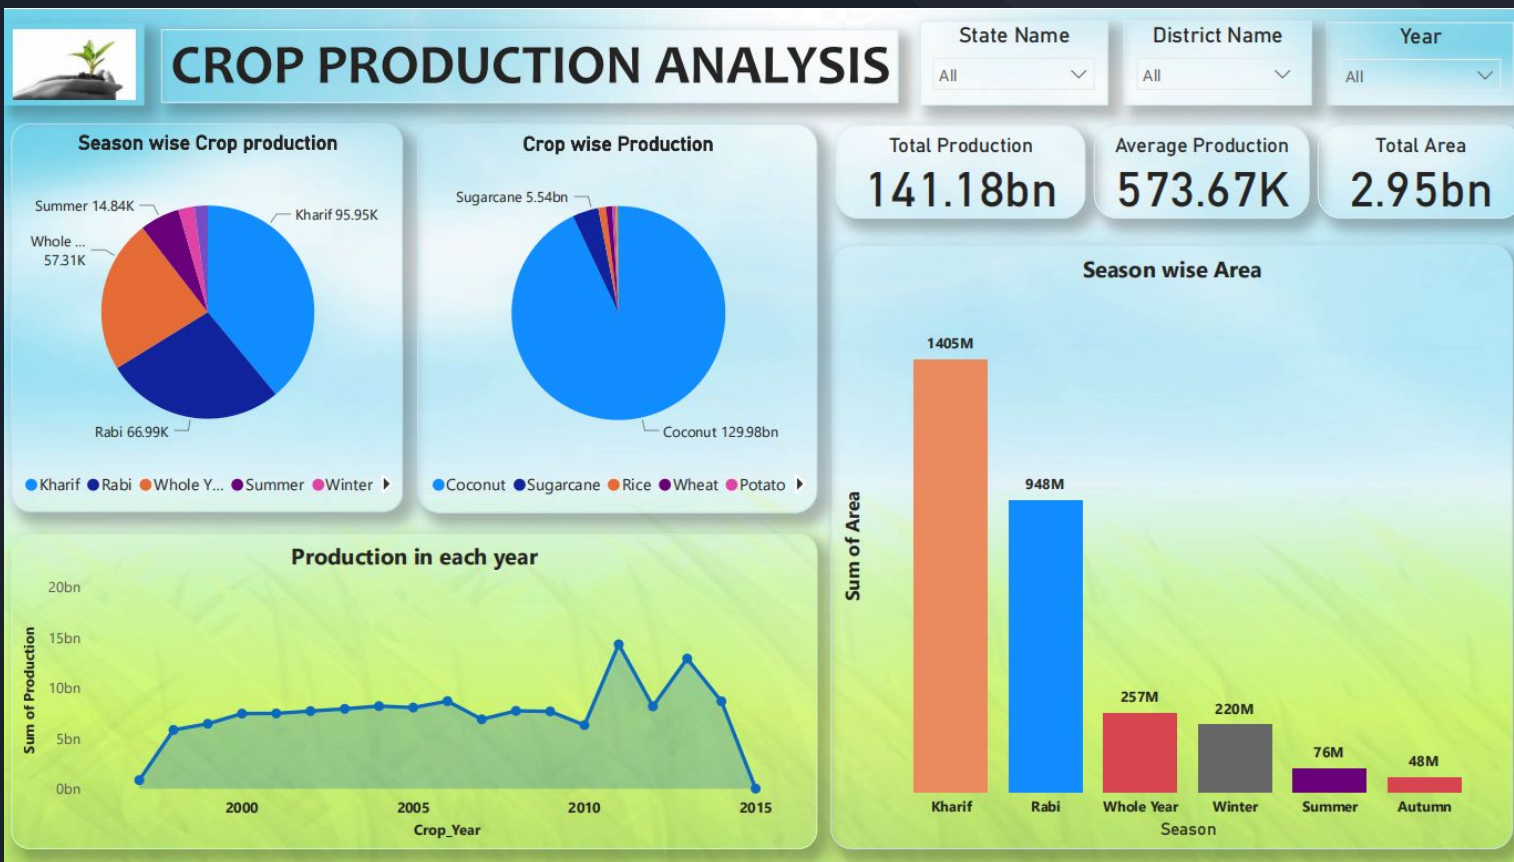 CROP PRODUCTION ANALYSIS
State Name
All
District Name
All
Year
All
Season wise Crop production
Summer 14.84K
Kharif 95.95K
Whole ...
57.31K
Rabi 66.99K
Kharif Rabi Whole Y... Summer Winter
Crop wise Production
Sugarcane 5.54bn
Coconut 129.98bn
Coconut Sugarcane Rice Wheat Potato
Total Production
141.18bn
Average Production
573.67K
Total Area
2.95bn
Production in each year
Sum of Production
20bn
15bn
10bn
5bn
0bn
2000 2005 2010 2015
Crop_Year
Season wise Area
Sum of Area
1405M
948M
257M
220M
76M
48M
Kharif Rabi Whole Year Winter Summer Autumn
Season